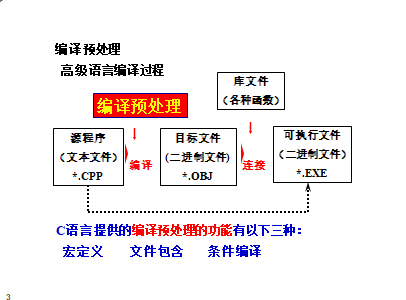 编译预处理
高级语言编译过程
库文件
（各种函数）
编译预处理
源程序
（文本文件）
*.CPP
编译
目标文件
(二进制文件)
*.OBJ
连接
可执行文件
（二进制文件）
*.EXE
C语言提供的编译预处理的功能有以下三种：
宏定义 文件包含 条件编译
3